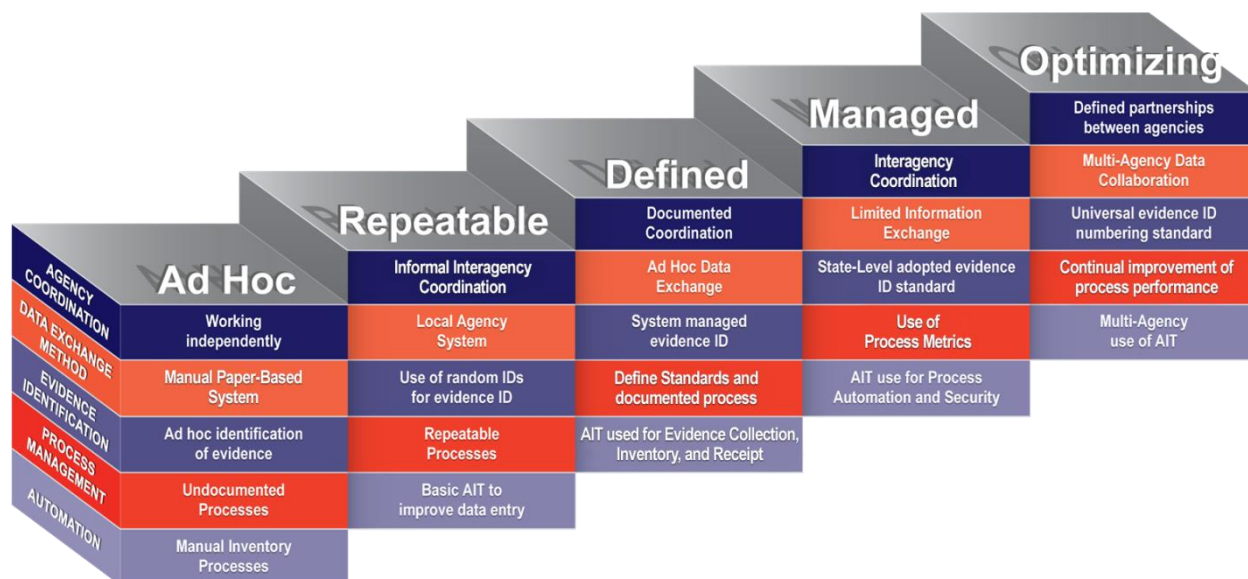 Optimizing
Defined partnerships
between agencies
Multi-Agency Data
Collaboration
Universal evidence ID
numbering standard
Continual improvement of
process performance
Multi-Agency
use of AIT
Managed
Interagency
Coordination
Limited Information
Exchange
State-Level adopted evidence
ID standard
Use of
Process Metrics
AIT use for Process
Automation and Security
Defined
Documented
Coordination
Ad Hoc Data
Exchange
System managed
evidence ID
Define Standards and
documented process
AIT used for Evidence Collection,
Inventory, and Receipt
Repeatable
Informal Interagency
Coordination
Local Agency
System
Use of random IDs
for evidence ID
Repeatable
Processes
Basic AIT to
improve data entry
Ad Hoc
Working
independently
Manual Paper-Based
System
Ad hoc identification
of evidence
Undocumented
Processes
Manual Inventory
Processes
AGENCY
COORDINATION
DATA EXCHANGE
METHOD
EVIDENCE
IDENTIFICATION
PROCESS
MANAGEMENT
AUTOMATION